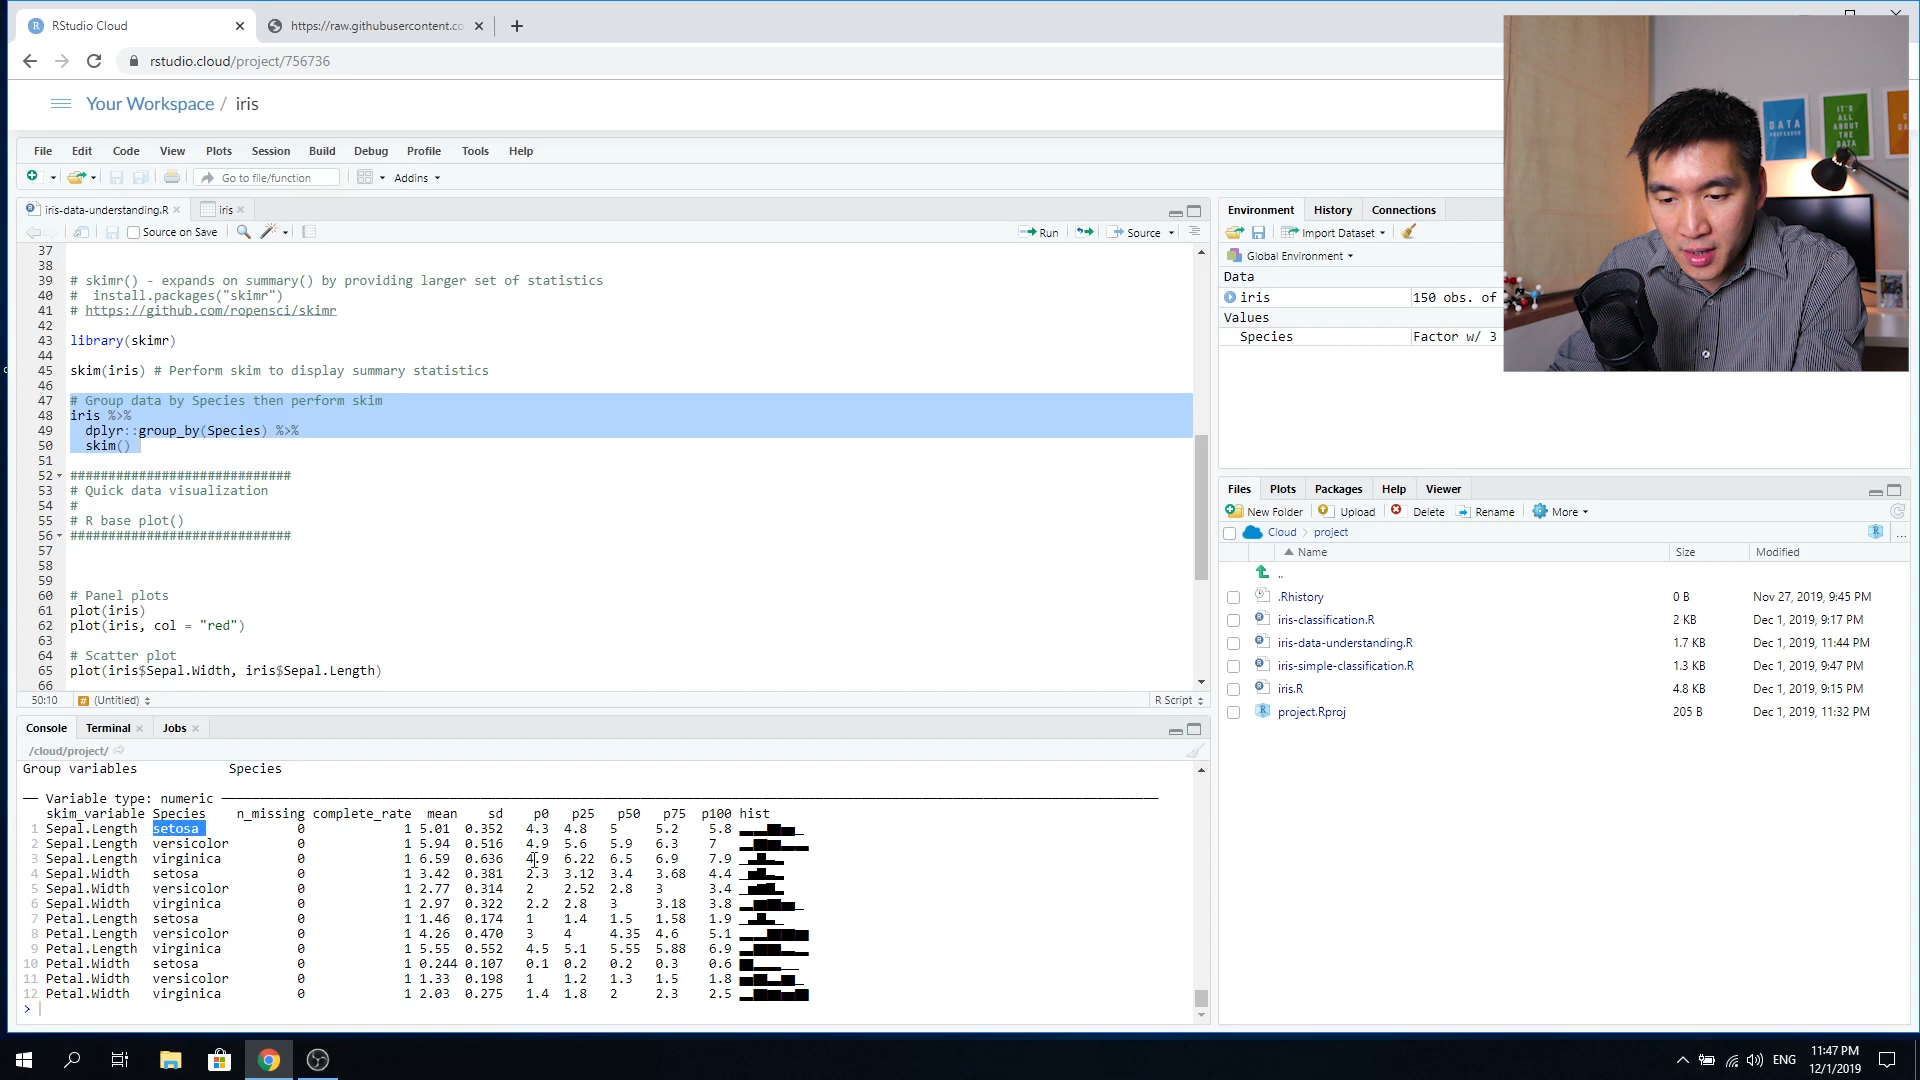 RStudio Cloud
https://raw.githubusercontent.co
rstudio.cloud/project/756736
Your Workspace / iris
File Edit Code View Plots Session Build Debug Profile Tools Help
Go to file/function Addins
iris-data-understanding.R iris
Source on Save Run Source
37
38
39 # skimr() - expands on summary() by providing larger set of statistics
40 # install.packages("skimr")
41 # https://github.com/ropensci/skimr
42
43 library(skimr)
44
45 skim(iris) # Perform skim to display summary statistics
46
47 # Group data by Species then perform skim
48 iris %>%
49 dplyr::group_by(Species) %>%
50 skim()
51
52 #############################
53 # Quick data visualization
54 #
55 # R base plot()
56 #############################
57
58
59
60 # Panel plots
61 plot(iris)
62 plot(iris, col = "red")
63
64 # Scatter plot
65 plot(iris$Sepal.Width, iris$Sepal.Length)
66
50:10 (Untitled) R Script
Console Terminal Jobs
/cloud/project/
Group variables Species
Variable type: numeric
skim_variable Species n_missing complete_rate mean sd p0 p25 p50 p75 p100 hist
1 Sepal.Length setosa 0 1 5.01 0.352 4.3 4.8 5 5.2 5.8
2 Sepal.Length versicolor 0 1 5.94 0.516 4.9 5.6 5.9 6.3 7
3 Sepal.Length virginica 0 1 6.59 0.636 4.9 6.22 6.5 6.9 7.9
4 Sepal.Width setosa 0 1 3.42 0.381 2.3 3.12 3.4 3.68 4.4
5 Sepal.Width versicolor 0 1 2.77 0.314 2 2.52 2.8 3 3.4
6 Sepal.Width virginica 0 1 2.97 0.322 2.2 2.8 3 3.18 3.8
7 Petal.Length setosa 0 1 1.46 0.174 1 1.4 1.5 1.58 1.9
8 Petal.Length versicolor 0 1 4.26 0.470 3 4 4.35 4.6 5.1
9 Petal.Length virginica 0 1 5.55 0.552 4.5 5.1 5.55 5.88 6.9
10 Petal.Width setosa 0 1 0.244 0.107 0.1 0.2 0.2 0.3 0.6
11 Petal.Width versicolor 0 1 1.33 0.198 1 1.2 1.3 1.5 1.8
12 Petal.Width virginica 0 1 2.03 0.275 1.4 1.8 2 2.3 2.5
>
Environment History Connections
Import Dataset
Global Environment
Data
iris 150 obs. of
Values
Species Factor w/ 3
DATA
PROFESSOR
IT'S
ALL
ABOUT
THE
DATA
Files Plots Packages Help Viewer
New Folder Upload Delete Rename More
Cloud > project
Name Size Modified
..
.Rhistory 0 B Nov 27, 2019, 9:45 PM
iris-classification.R 2 KB Dec 1, 2019, 9:17 PM
iris-data-understanding.R 1.7 KB Dec 1, 2019, 11:44 PM
iris-simple-classification.R 1.3 KB Dec 1, 2019, 9:47 PM
iris.R 4.8 KB Dec 1, 2019, 9:15 PM
project.Rproj 205 B Dec 1, 2019, 11:32 PM
ENG
11:47 PM
12/1/2019